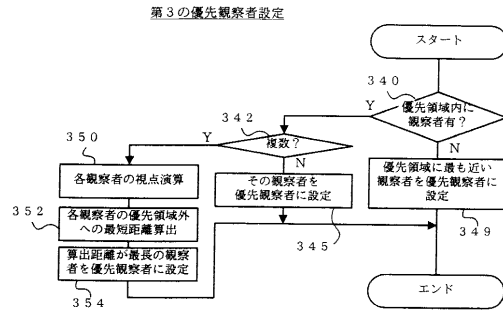 第３の優先観察者設定
スタート
３４０
優先領域内に
観察者有？
Y
N
３４２
複数？
Y
N
３５０
各観察者の視点演算
その観察者を
優先観察者に設定
３４５
優先領域に最も近い
観察者を優先観察者に
設定
３４９
３５２
各観察者の優先領域外
への最短距離算出
算出距離が最長の観察
者を優先観察者に設定
３５４
エンド